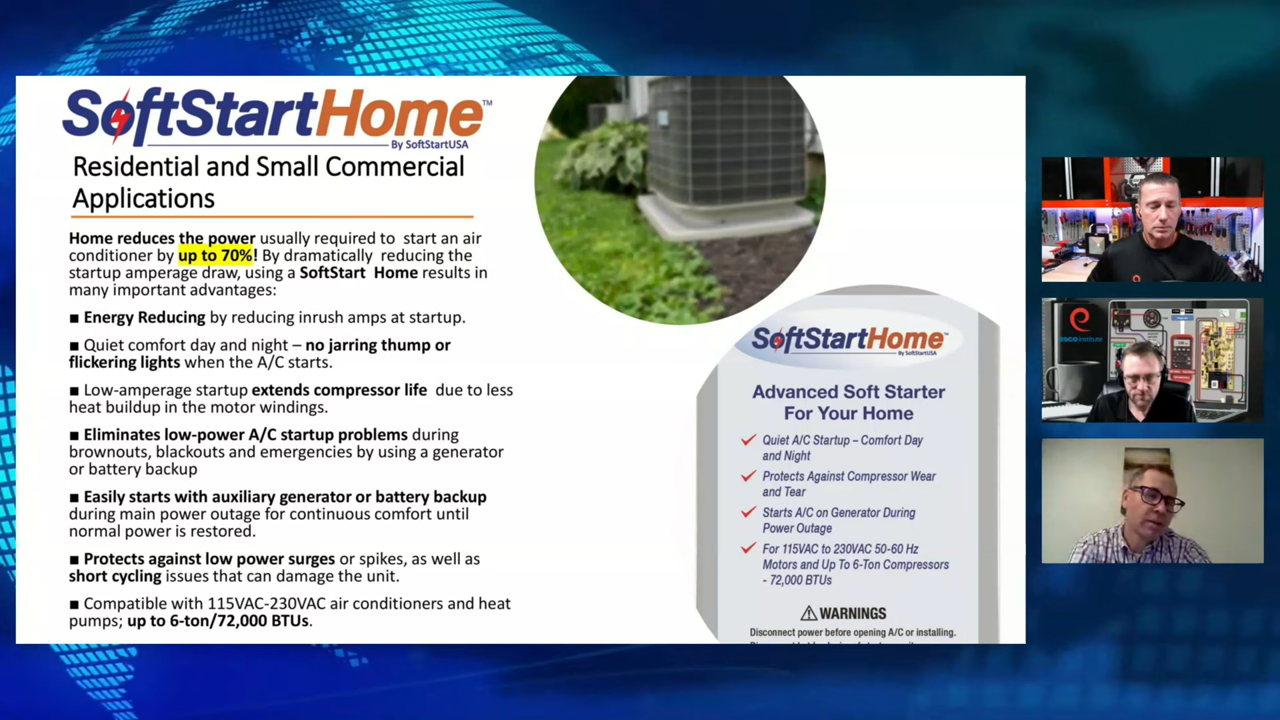 SoftStartHome™
By SoftStartUSA
Residential and Small Commercial
Applications
Home reduces the power usually required to start an air
conditioner by up to 70%! By dramatically reducing the
startup amperage draw, using a SoftStart Home results in
many important advantages:
■ Energy Reducing by reducing inrush amps at startup.
■ Quiet comfort day and night – no jarring thump or
flickering lights when the A/C starts.
■ Low-amperage startup extends compressor life due to less
heat buildup in the motor windings.
■ Eliminates low-power A/C startup problems during
brownouts, blackouts and emergencies by using a generator
or battery backup
■ Easily starts with auxiliary generator or battery backup
during main power outage for continuous comfort until
normal power is restored.
■ Protects against low power surges or spikes, as well as
short cycling issues that can damage the unit.
■ Compatible with 115VAC-230VAC air conditioners and heat
pumps; up to 6-ton/72,000 BTUs.
SoftStartHome™
By SoftStartUSA
Advanced Soft Starter
For Your Home
Quiet A/C Startup – Comfort Day
and Night
Protects Against Compressor Wear
and Tear
Starts A/C on Generator During
Power Outage
For 115VAC to 230VAC 50-60 Hz
Motors and Up To 6-Ton Compressors
- 72,000 BTUs
WARNINGS
Disconnect power before opening A/C or installing.
esco institute